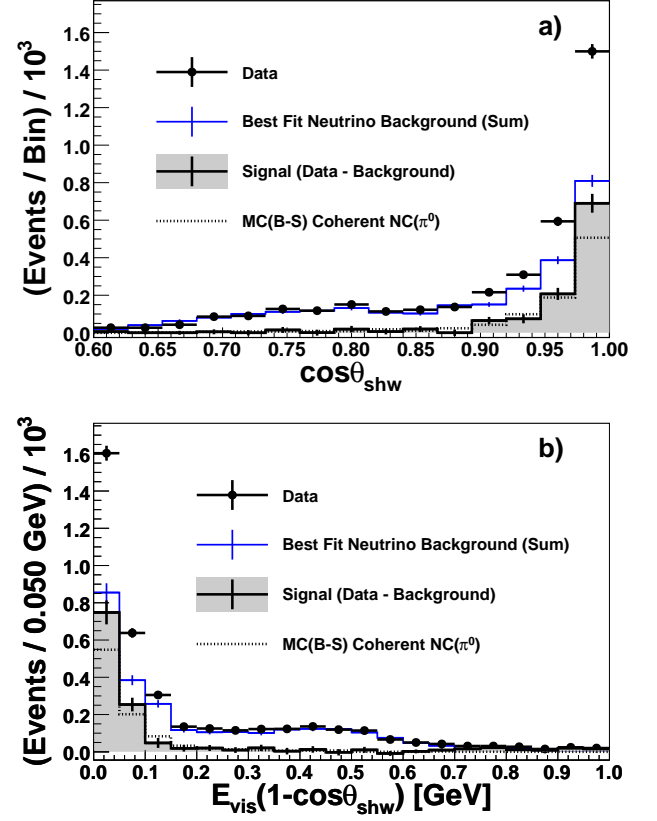 a)
(Events / Bin) / 10³
1.6
1.4
1.2
1.0
0.8
0.6
0.4
0.2
0.0
Data
Best Fit Neutrino Background (Sum)
Signal (Data - Background)
MC(B-S) Coherent NC(π⁰)
0.60 0.65 0.70 0.75 0.80 0.85 0.90 0.95 1.00
cosθshw
b)
(Events / 0.050 GeV) / 10³
1.6
1.4
1.2
1.0
0.8
0.6
0.4
0.2
0.0
Data
Best Fit Neutrino Background (Sum)
Signal (Data - Background)
MC(B-S) Coherent NC(π⁰)
0.0 0.1 0.2 0.3 0.4 0.5 0.6 0.7 0.8 0.9 1.0
Evis(1-cosθshw) [GeV]